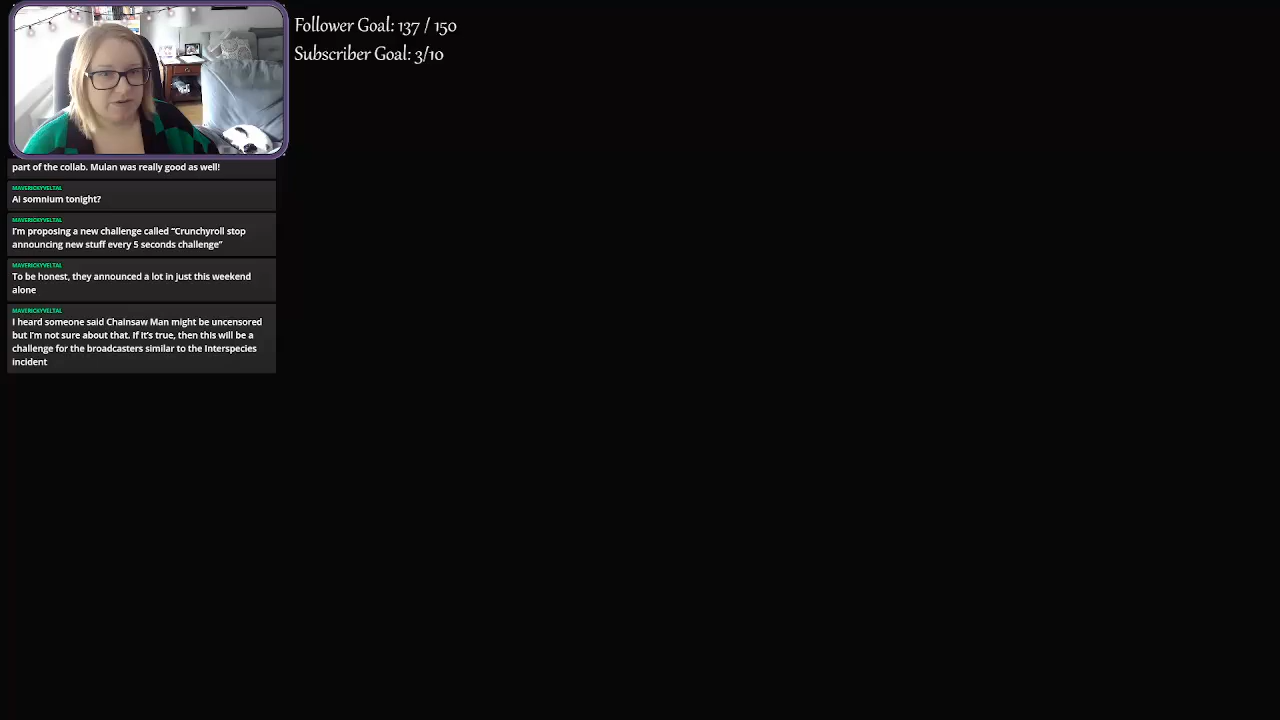 Follower Goal: 137 / 150
Subscriber Goal: 3/10
part of the collab. Mulan was really good as well!
MAVERICKYVELTAL
Ai somnium tonight?
MAVERICKYVELTAL
I'm proposing a new challenge called “Crunchyroll stop
announcing new stuff every 5 seconds challenge”
MAVERICKYVELTAL
To be honest, they announced a lot in just this weekend
alone
MAVERICKYVELTAL
I heard someone said Chainsaw Man might be uncensored
but I'm not sure about that. If it's true, then this will be a
challenge for the broadcasters similar to the Interspecies
incident